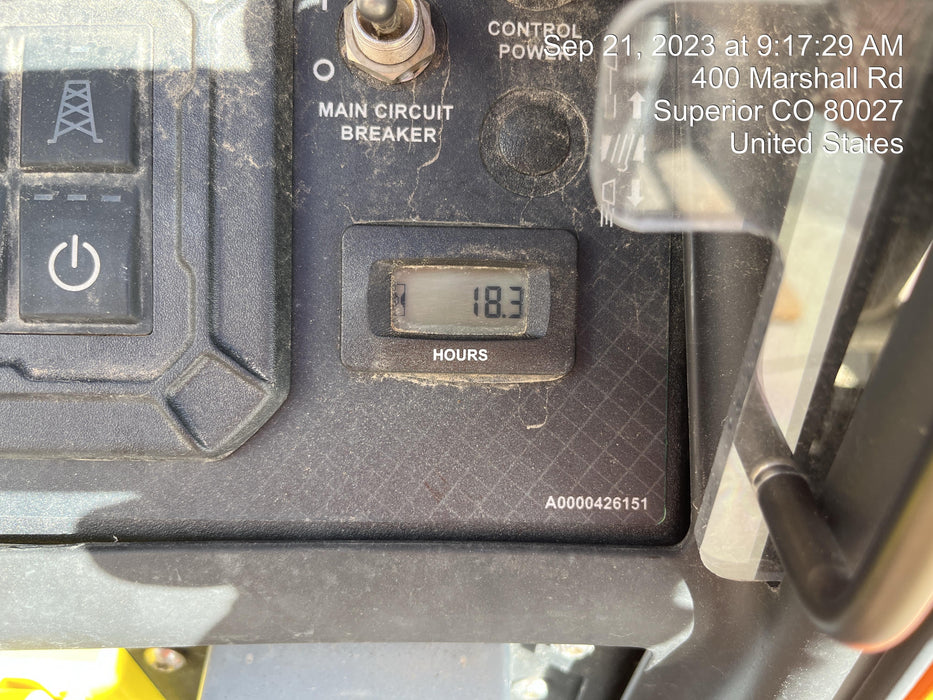 I
CONTROL
POWER
Sep 21, 2023 at 9:17:29 AM
400 Marshall Rd
Superior CO 80027
United States
O
MAIN CIRCUIT
BREAKER
18.3
HOURS
A0000426151